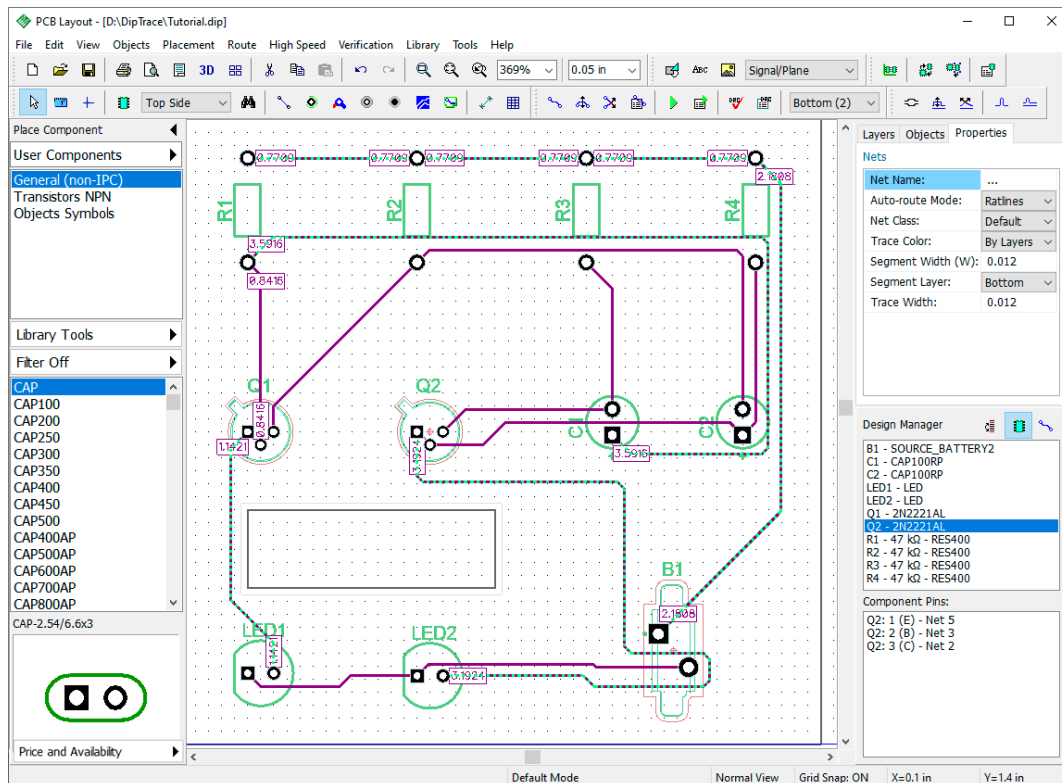 PCB Layout - [D:\DipTrace\Tutorial.dip]
File Edit View Objects Placement Route High Speed Verification Library Tools Help
3D 369% 0.05 in ABC Signal/Plane
Top Side DRC Bottom (2)
Place Component
User Components
General (non-IPC)
Transistors NPN
Objects Symbols
Library Tools
Filter Off
CAP
CAP100
CAP200
CAP250
CAP300
CAP350
CAP400
CAP450
CAP500
CAP400AP
CAP500AP
CAP600AP
CAP700AP
CAP800AP
CAP-2.54/6.6x3
Price and Availability
0.7709 0.7709 0.7709 0.7709 0.7709 0.7709
2.1808
R1 R2 R3 R4
3.5916
0.8416
Q1 Q2
0.8416
1.1421
3.1924
C1 C2
3.5916
B1
2.1808
LED1 LED2
1.1421
3.1924
Layers Objects Properties
Nets
Net Name: ...
Auto-route Mode: Ratlines
Net Class: Default
Trace Color: By Layers
Segment Width (W): 0.012
Segment Layer: Bottom
Trace Width: 0.012
Design Manager
B1 - SOURCE_BATTERY2
C1 - CAP100RP
C2 - CAP100RP
LED1 - LED
LED2 - LED
Q1 - 2N2221AL
Q2 - 2N2221AL
R1 - 47 kΩ - RES400
R2 - 47 kΩ - RES400
R3 - 47 kΩ - RES400
R4 - 47 kΩ - RES400
Component Pins:
Q2: 1 (E) - Net 5
Q2: 2 (B) - Net 3
Q2: 3 (C) - Net 2
Default Mode Normal View Grid Snap: ON X=0.1 in Y=1.4 in